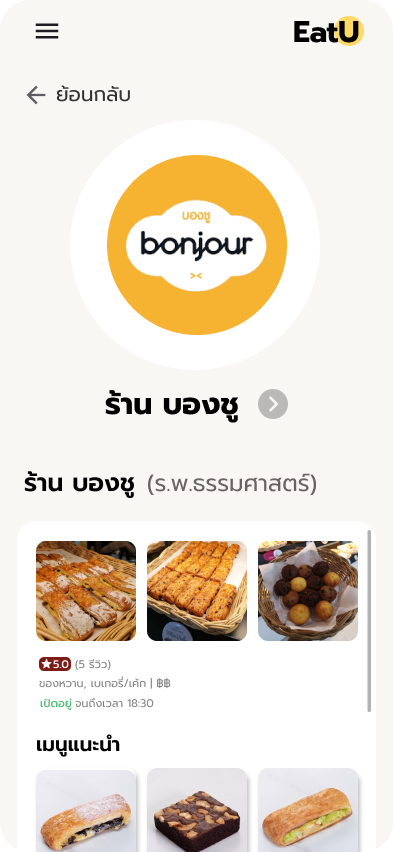 EatU
ย้อนกลับ
บองชู
bonjour
><
ร้าน บองชู
ร้าน บองชู (ร.พ.ธรรมศาสตร์)
5.0 (5 รีวิว)
ของหวาน, เบเกอรี่/เค้ก | ฿฿
เปิดอยู่ จนถึงเวลา 18:30
เมนูแนะนำ